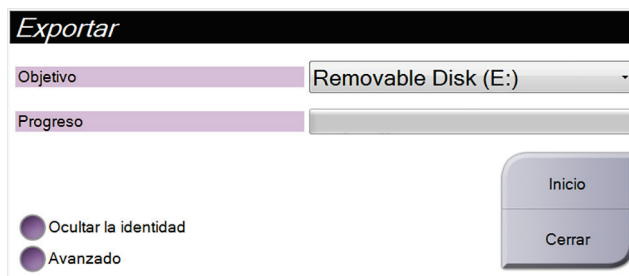 Exportar
Objetivo
Removable Disk (E:)
Progreso
Inicio
Ocultar la identidad
Cerrar
Avanzado